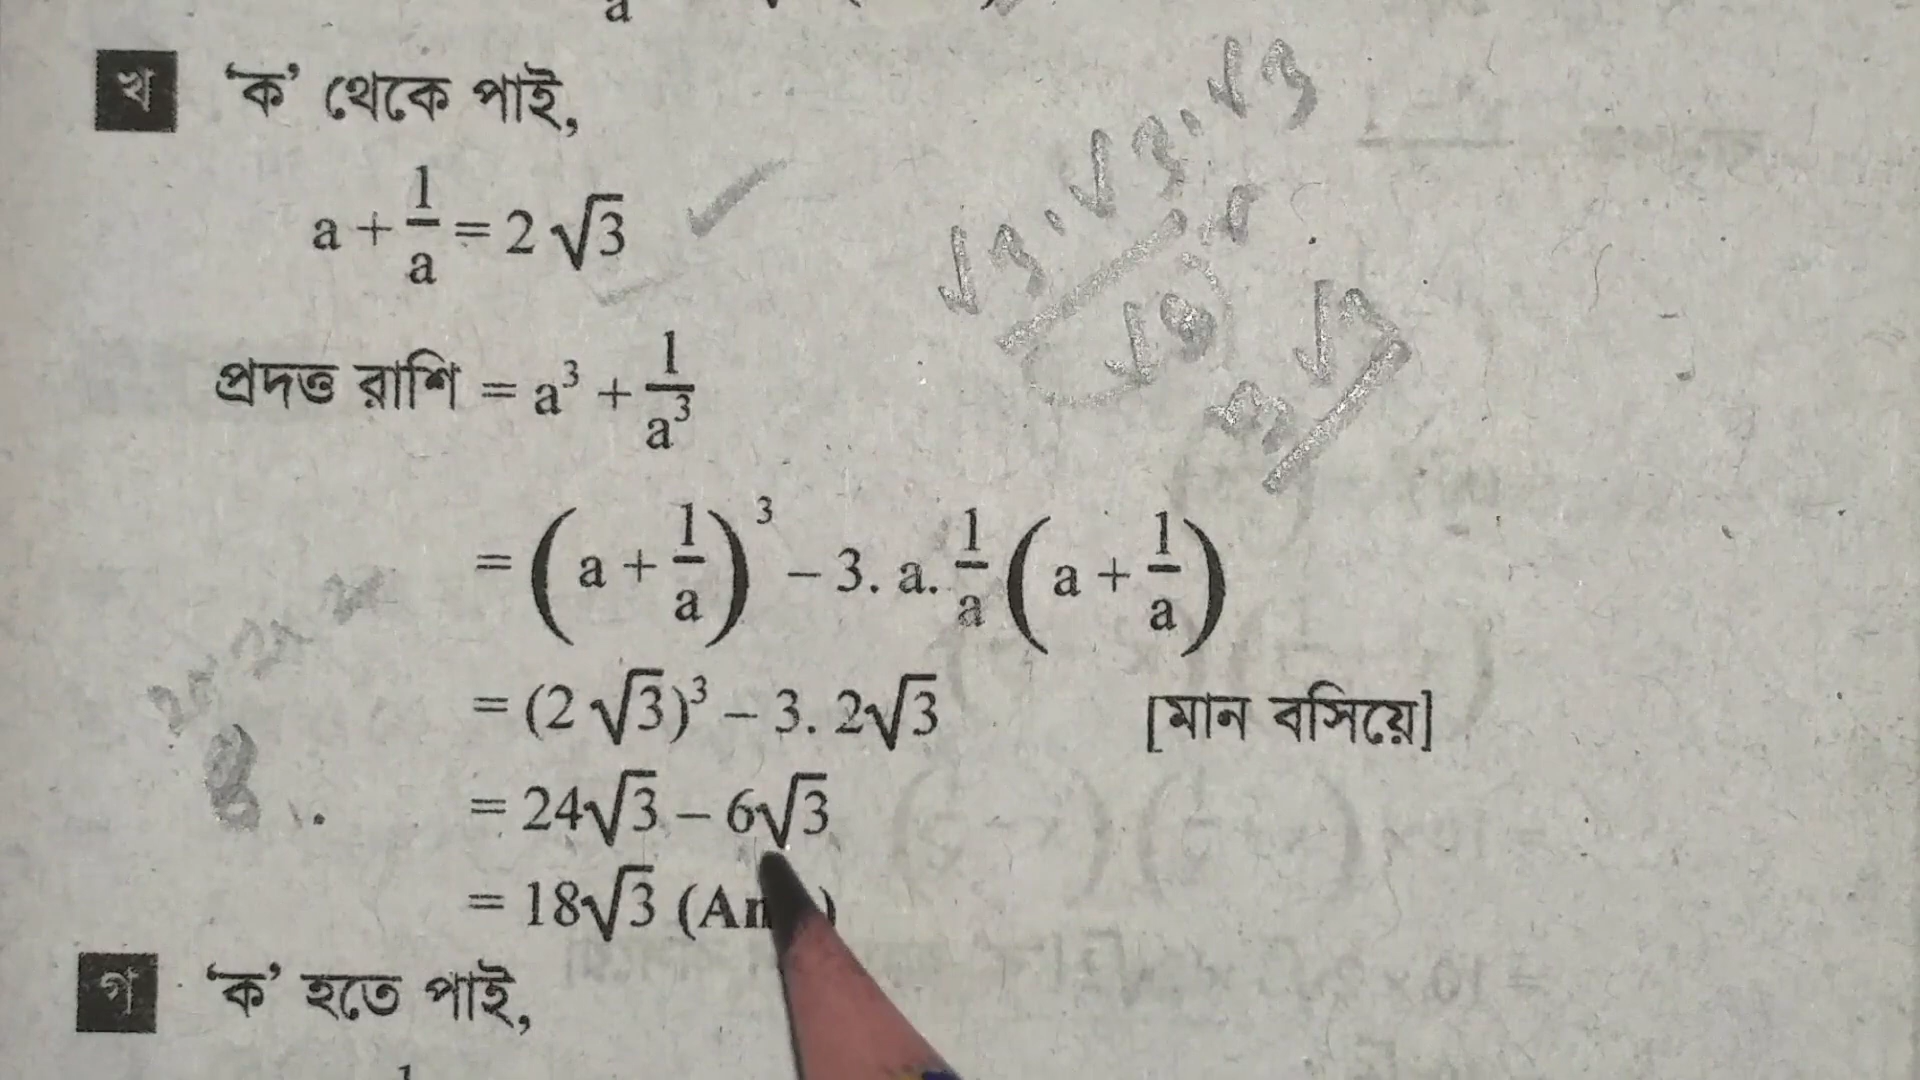 খ 'ক' থেকে পাই,
a + 1/a = 2√3
প্রদত্ত রাশি = a³ + 1/a³
= (a + 1/a)³ – 3. a. 1/a (a + 1/a)
= (2√3)³ – 3. 2√3 [মান বসিয়ে]
= 24√3 – 6√3
= 18√3
গ 'ক' হতে পাই,